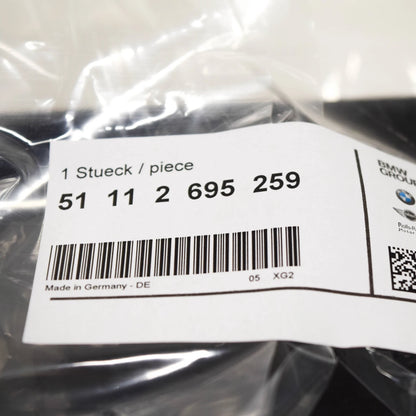 1 Stueck / piece
51 11 2 695 259
Made in Germany - DE
05 XG2
BMW
GROUP